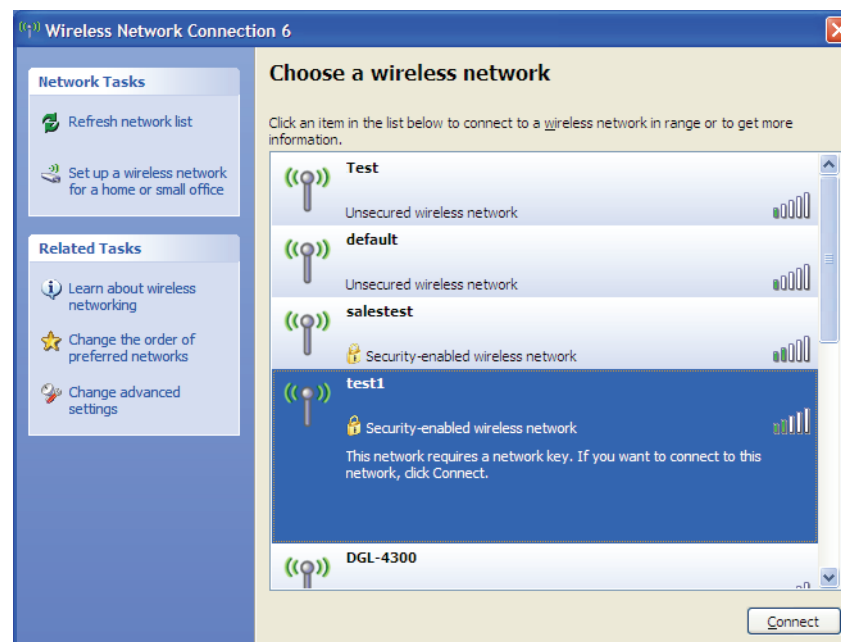 Wireless Network Connection 6
Network Tasks
Refresh network list
Set up a wireless network
for a home or small office
Related Tasks
Learn about wireless
networking
Change the order of
preferred networks
Change advanced
settings
Choose a wireless network
Click an item in the list below to connect to a wireless network in range or to get more
information.
Test
Unsecured wireless network
default
Unsecured wireless network
salestest
Security-enabled wireless network
test1
Security-enabled wireless network
This network requires a network key. If you want to connect to this
network, click Connect.
DGL-4300
Connect